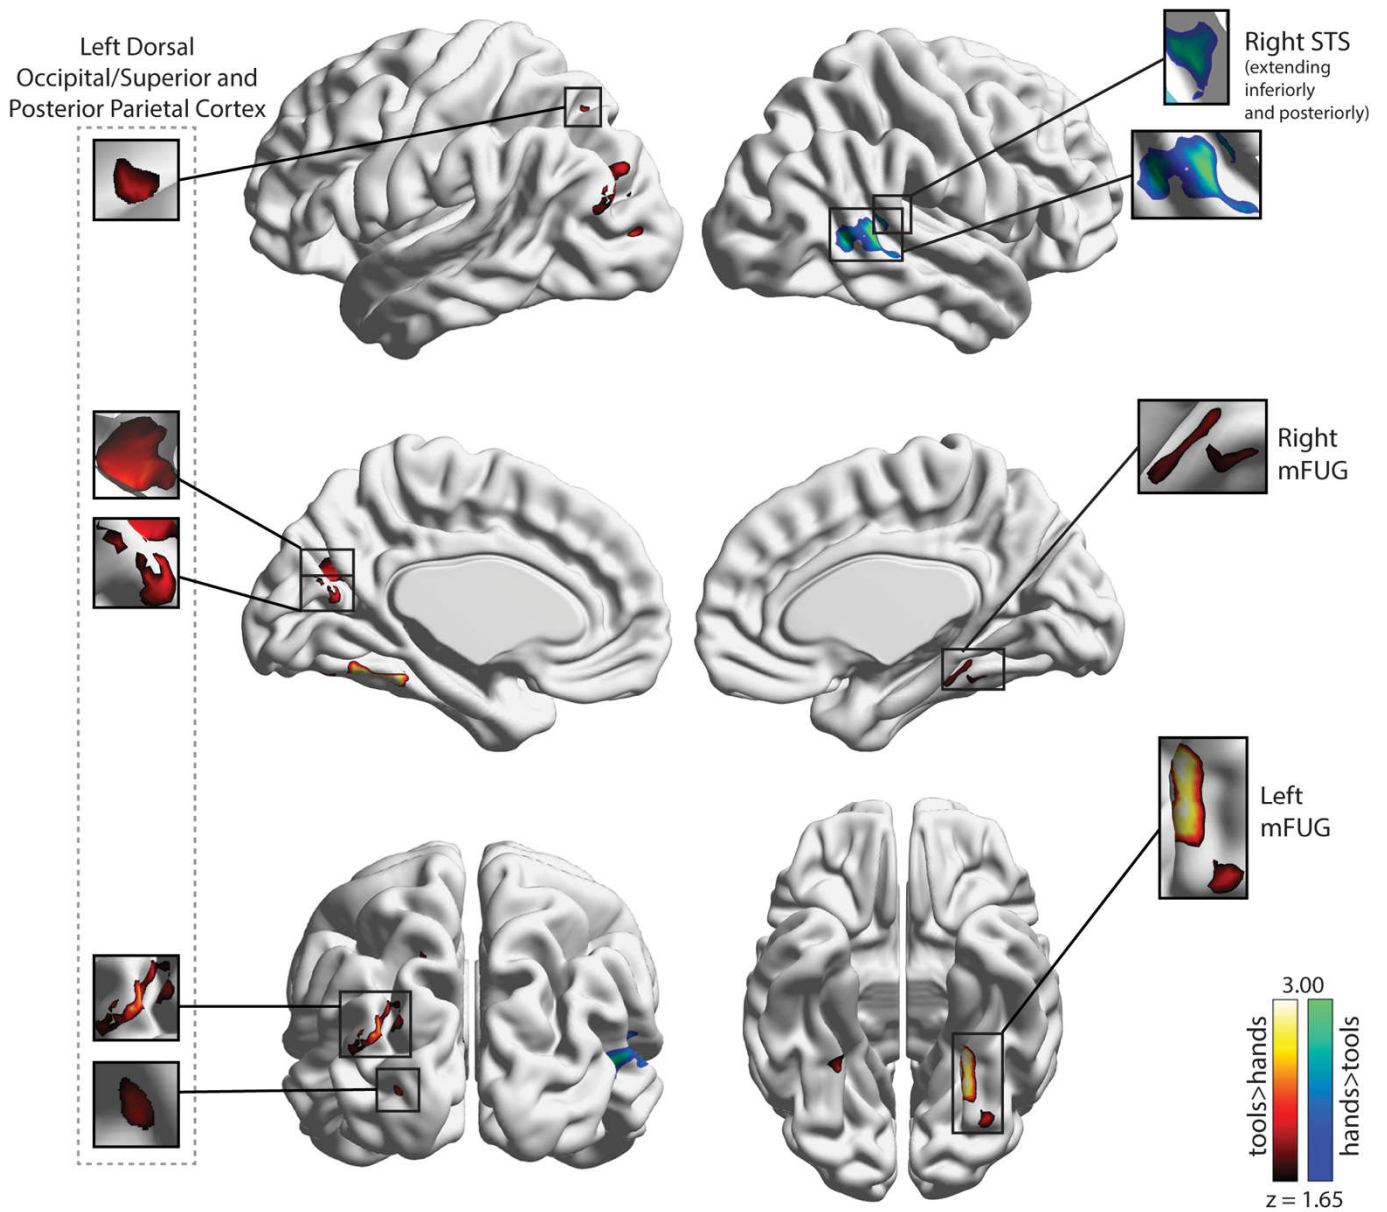 Left Dorsal
Occipital/Superior and
Posterior Parietal Cortex
Right STS
(extending
inferiorly
and posteriorly)
Right
mFUG
Left
mFUG
3.00
tools>hands
hands>tools
z = 1.65